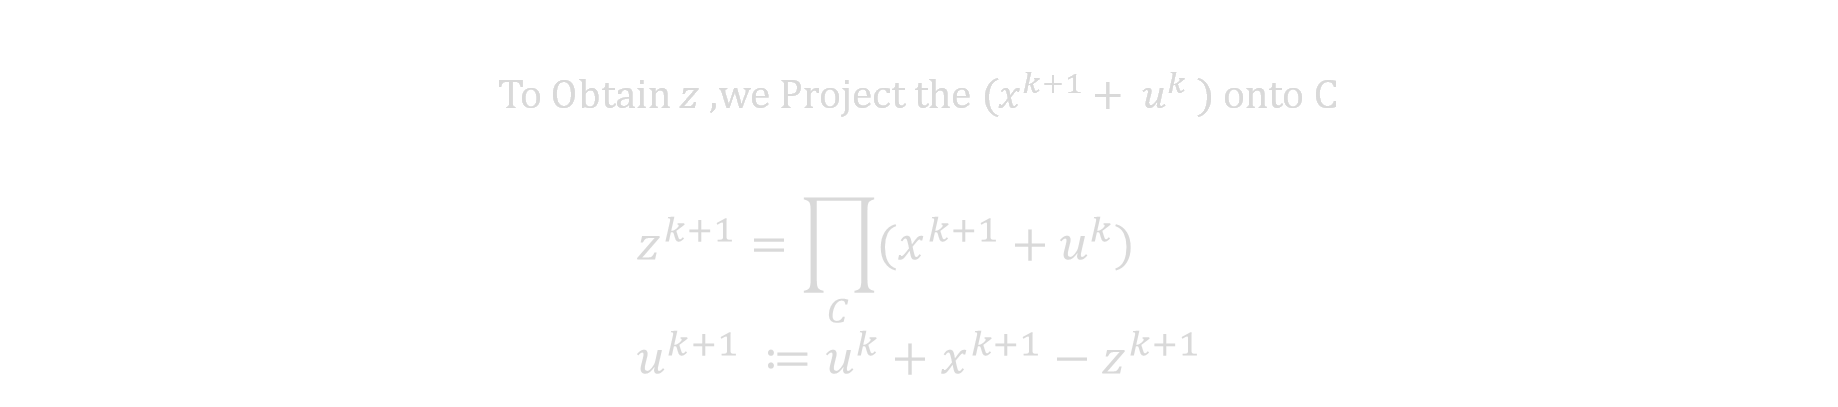 To Obtain z ,we Project the (x^{k+1} + u^k ) onto C
z^{k+1} = ∏_C (x^{k+1} + u^k)
u^{k+1} ≔ u^k + x^{k+1} − z^{k+1}